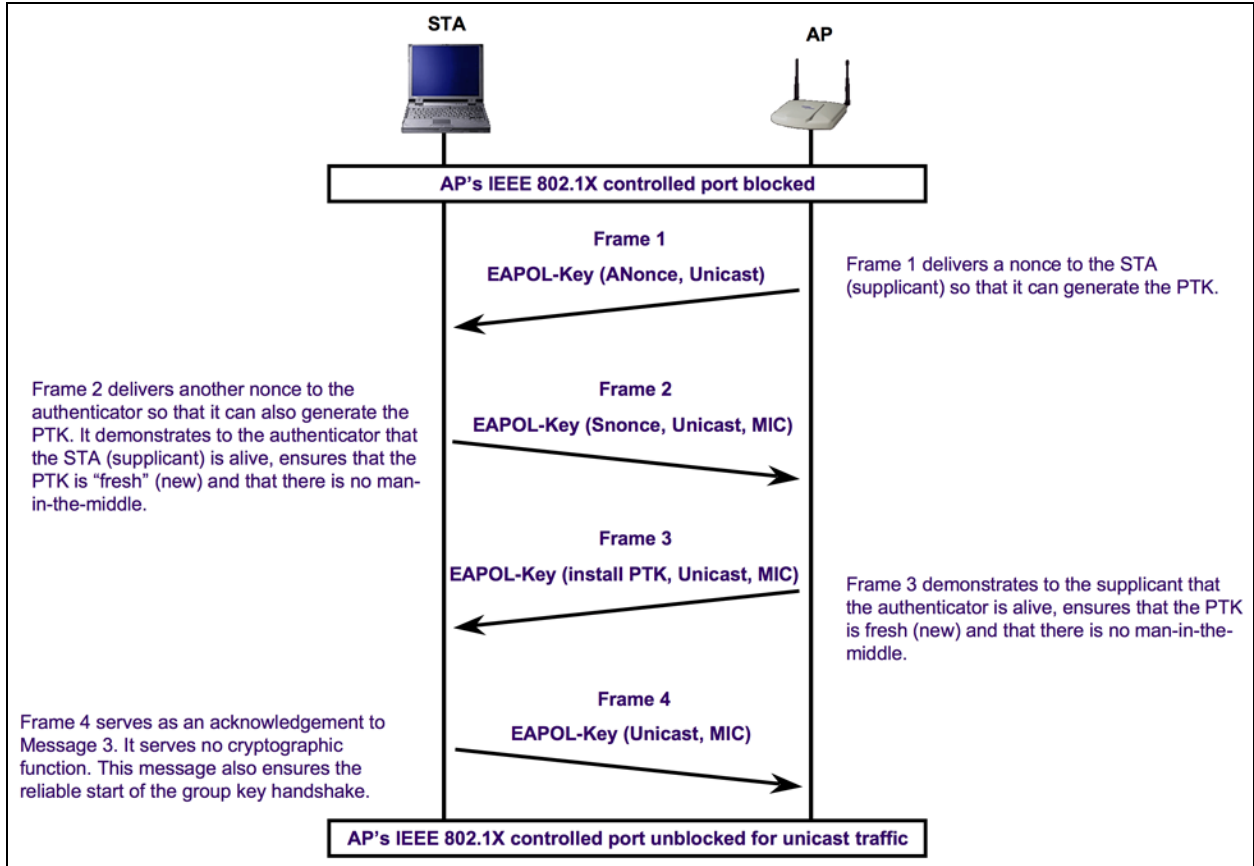 STA
AP
AP's IEEE 802.1X controlled port blocked
Frame 1
EAPOL-Key (ANonce, Unicast)
Frame 1 delivers a nonce to the STA
(supplicant) so that it can generate the PTK.
Frame 2 delivers another nonce to the
authenticator so that it can also generate the
PTK. It demonstrates to the authenticator that
the STA (supplicant) is alive, ensures that the
PTK is “fresh” (new) and that there is no man-
in-the-middle.
Frame 2
EAPOL-Key (Snonce, Unicast, MIC)
Frame 3
EAPOL-Key (install PTK, Unicast, MIC)
Frame 3 demonstrates to the supplicant that
the authenticator is alive, ensures that the PTK
is fresh (new) and that there is no man-in-the-
middle.
Frame 4
EAPOL-Key (Unicast, MIC)
Frame 4 serves as an acknowledgement to
Message 3. It serves no cryptographic
function. This message also ensures the
reliable start of the group key handshake.
AP's IEEE 802.1X controlled port unblocked for unicast traffic